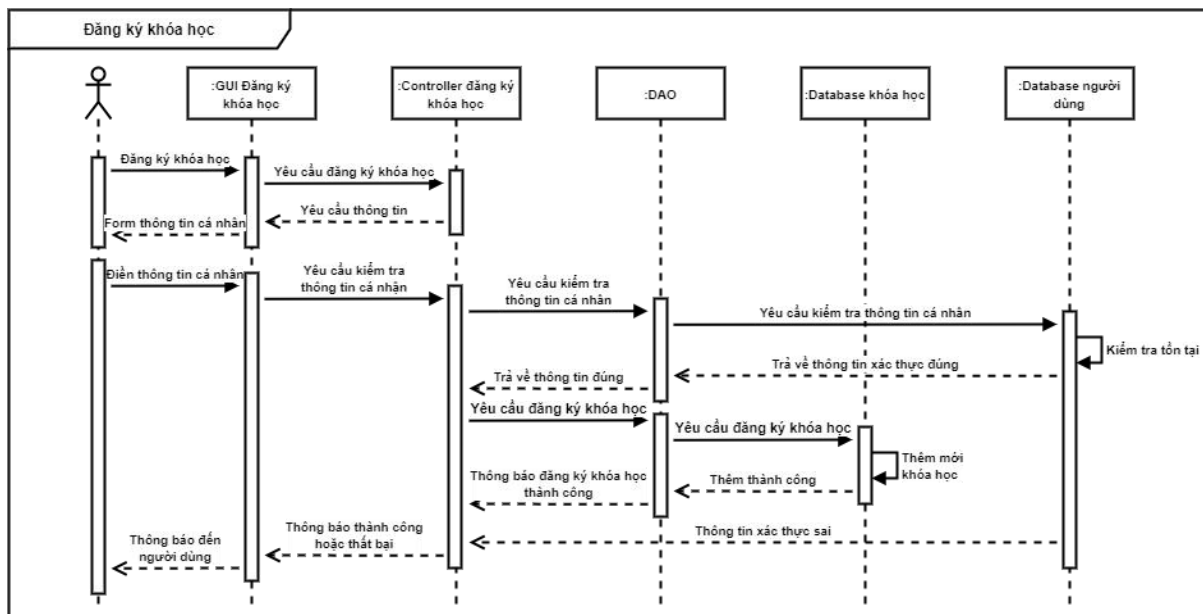 Đăng ký khóa học
:GUI Đăng ký
khóa học
:Controller đăng ký
khóa học
:DAO
:Database khóa học
:Database người
dùng
Đăng ký khóa học
Yêu cầu đăng ký khóa học
Yêu cầu thông tin
Form thông tin cá nhân
Điền thông tin cá nhân
Yêu cầu kiểm tra
thông tin cá nhận
Yêu cầu kiểm tra
thông tin cá nhân
Yêu cầu kiểm tra thông tin cá nhân
Kiểm tra tồn tại
Trả về thông tin xác thực đúng
Trả về thông tin đúng
Yêu cầu đăng ký khóa học
Yêu cầu đăng ký khóa học
Thêm mới
khóa học
Thêm thành công
Thông báo đăng ký khóa học
thành công
Thông tin xác thực sai
Thông báo thành công
hoặc thất bại
Thông báo đến
người dùng